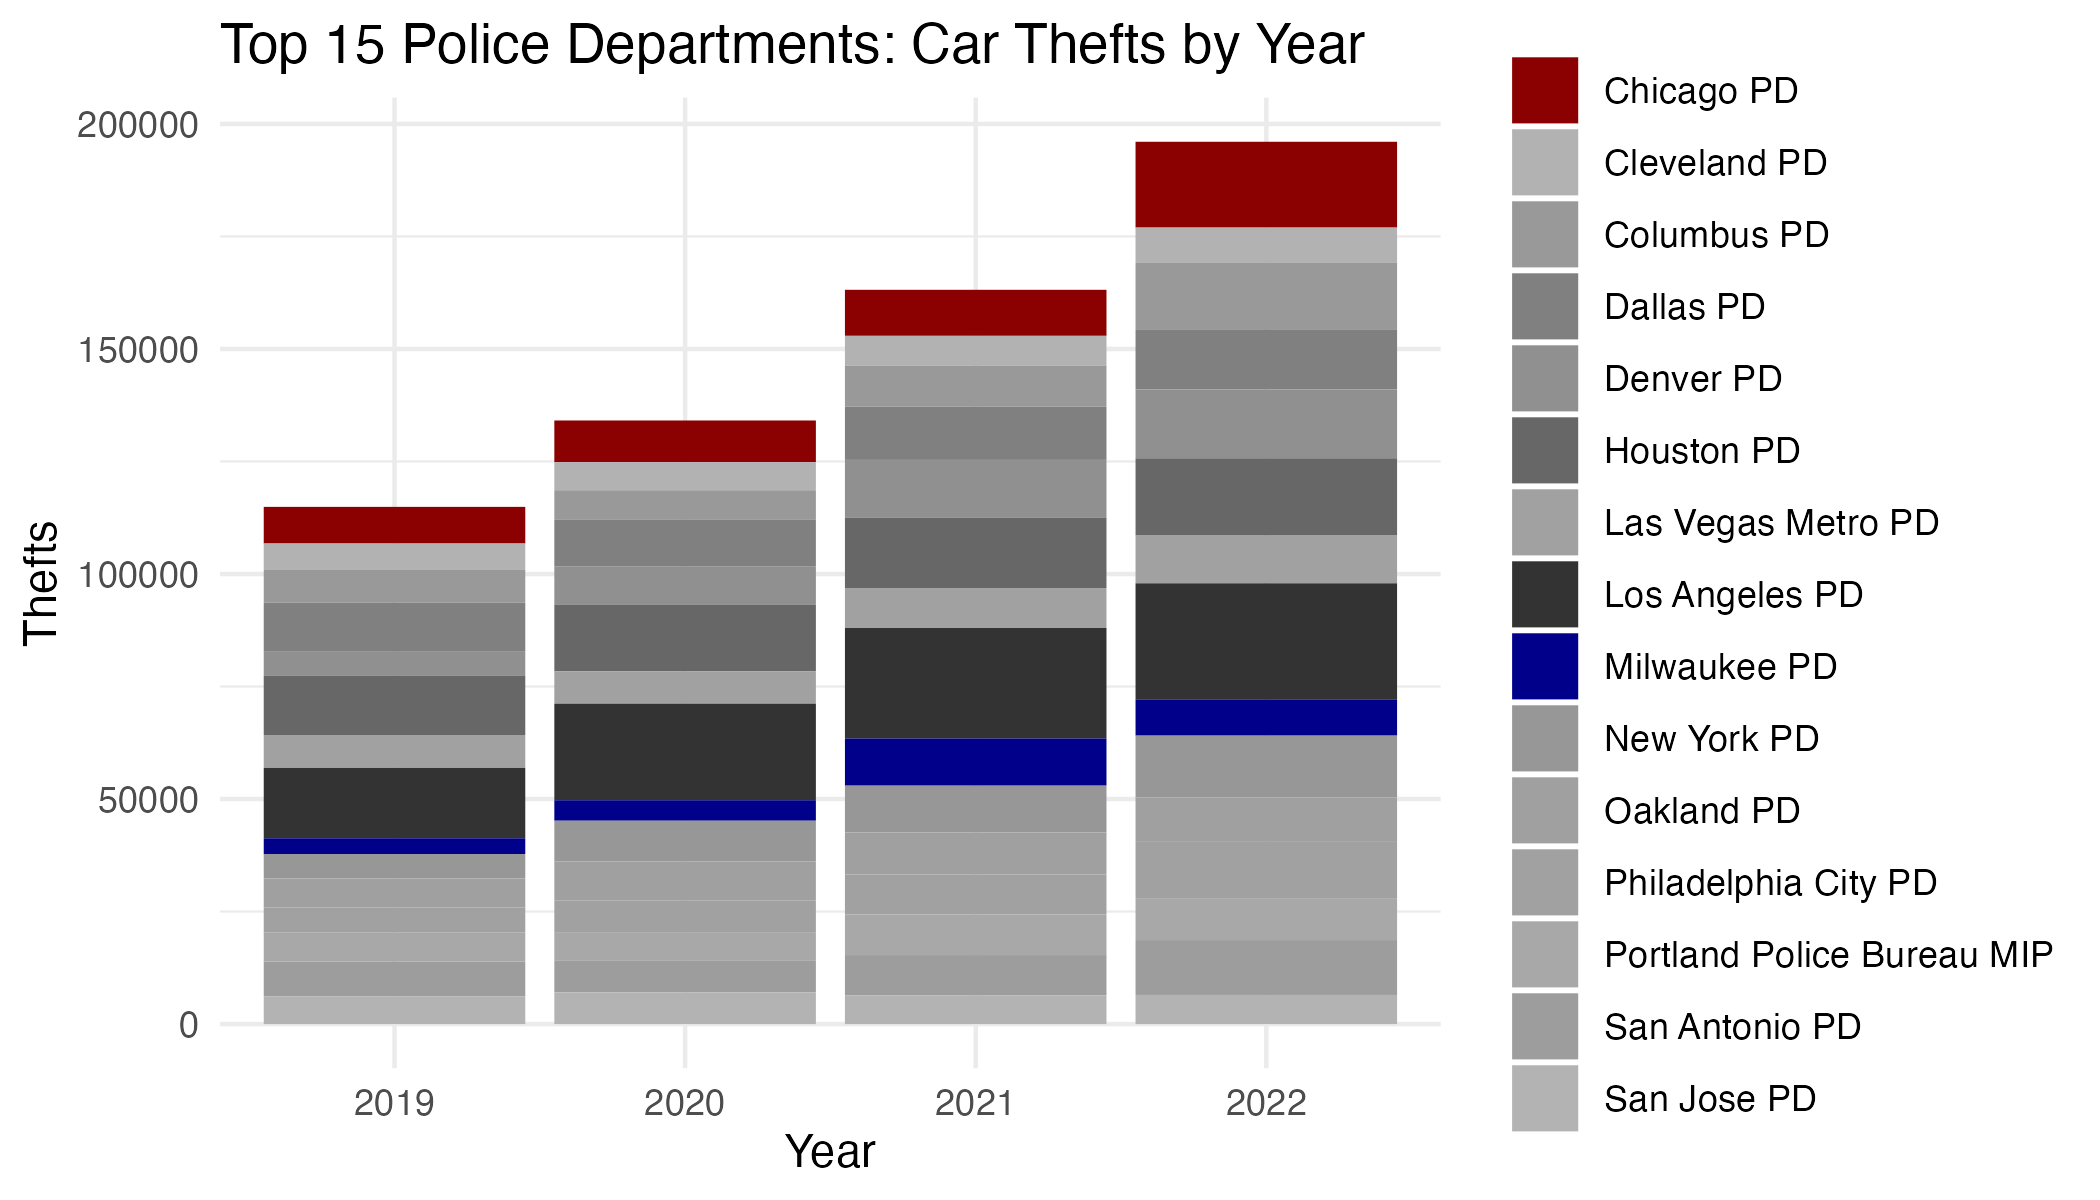 Top 15 Police Departments: Car Thefts by Year
200000
150000
100000
50000
0
Thefts
2019
2020
2021
2022
Year
Chicago PD
Cleveland PD
Columbus PD
Dallas PD
Denver PD
Houston PD
Las Vegas Metro PD
Los Angeles PD
Milwaukee PD
New York PD
Oakland PD
Philadelphia City PD
Portland Police Bureau MIP
San Antonio PD
San Jose PD